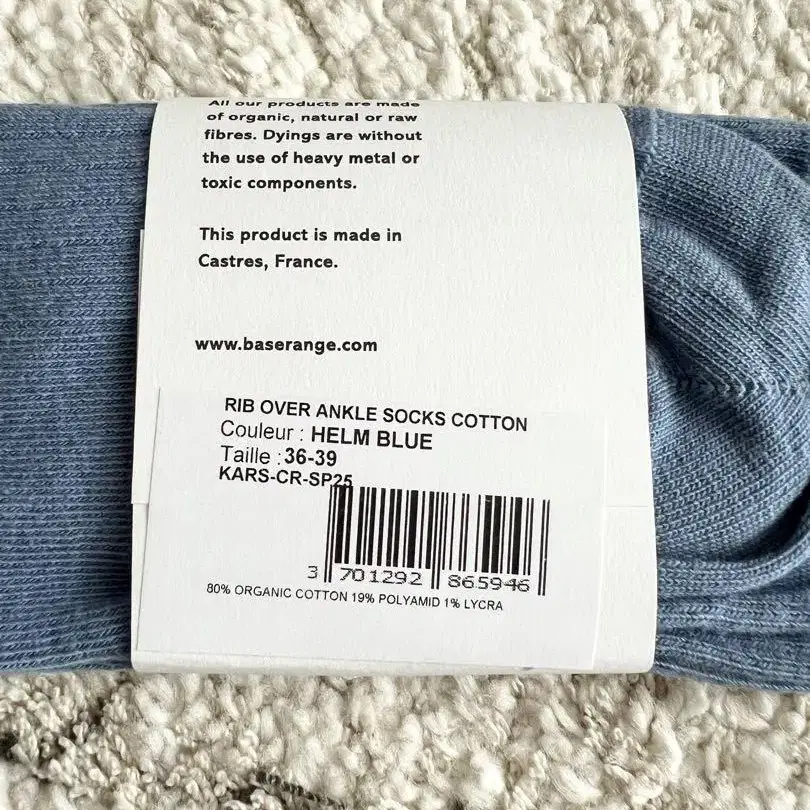 All our products are made
of organic, natural or raw
fibres. Dyings are without
the use of heavy metal or
toxic components.
This product is made in
Castres, France.
www.baserange.com
RIB OVER ANKLE SOCKS COTTON
Couleur : HELM BLUE
Taille : 36-39
KARS-CR-SP25
3 701292 865946
80% ORGANIC COTTON 19% POLYAMID 1% LYCRA